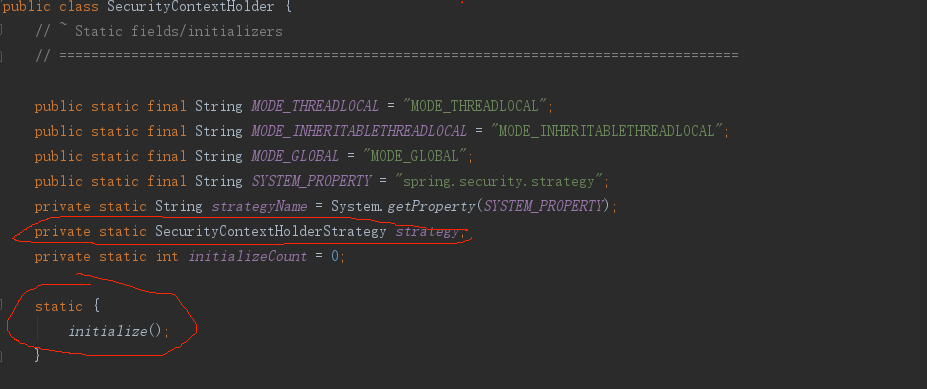 public class SecurityContextHolder {
// ~ Static fields/initializers
// =====================================================================================
public static final String MODE_THREADLOCAL = "MODE_THREADLOCAL";
public static final String MODE_INHERITABLETHREADLOCAL = "MODE_INHERITABLETHREADLOCAL";
public static final String MODE_GLOBAL = "MODE_GLOBAL";
public static final String SYSTEM_PROPERTY = "spring.security.strategy";
private static String strategyName = System.getProperty(SYSTEM_PROPERTY);
private static SecurityContextHolderStrategy strategy;
private static int initializeCount = 0;
static {
initialize();
}